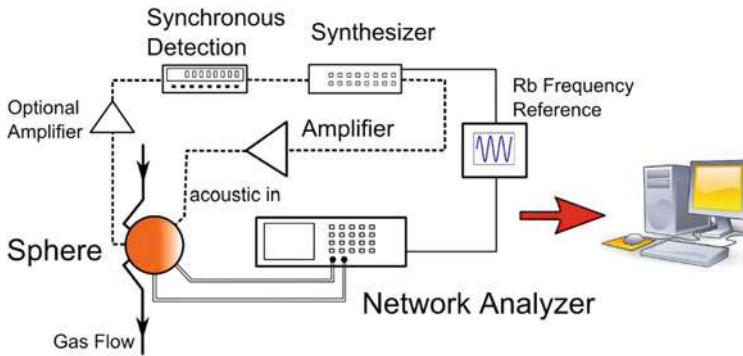 Synchronous
Detection
Synthesizer
Rb Frequency
Reference
Optional
Amplifier
Amplifier
acoustic in
Sphere
Network Analyzer
Gas Flow